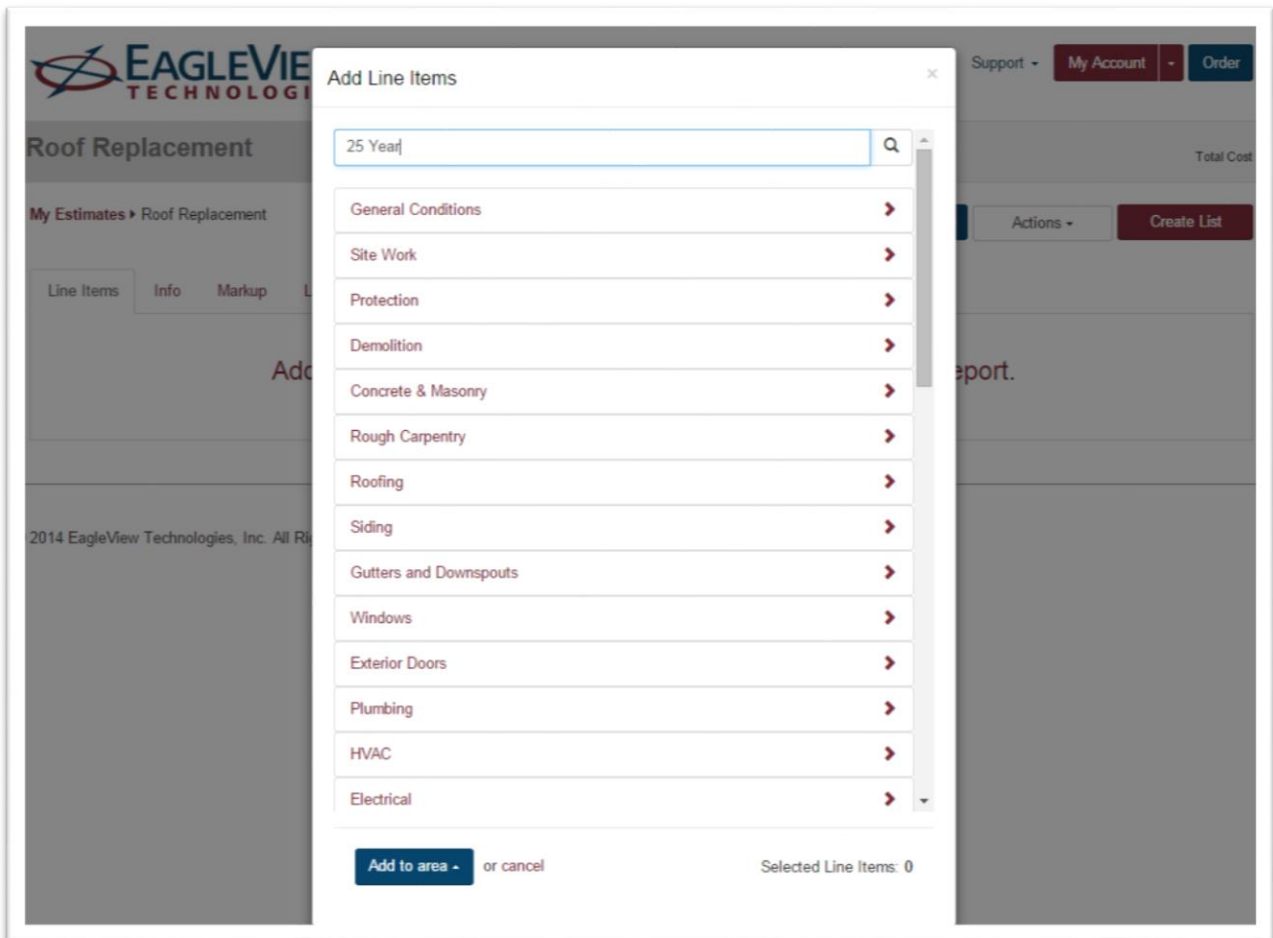 EAGLEVIE
TECHNOLOGI
Support
My Account
Order
Roof Replacement
Total Cost
My Estimates Roof Replacement
Actions
Create List
Line Items
Info
Markup
L
Add
eport.
2014 EagleView Technologies, Inc. All Rig
Add Line Items
×
25 Year
General Conditions
Site Work
Protection
Demolition
Concrete & Masonry
Rough Carpentry
Roofing
Siding
Gutters and Downspouts
Windows
Exterior Doors
Plumbing
HVAC
Electrical
Add to area
or cancel
Selected Line Items: 0